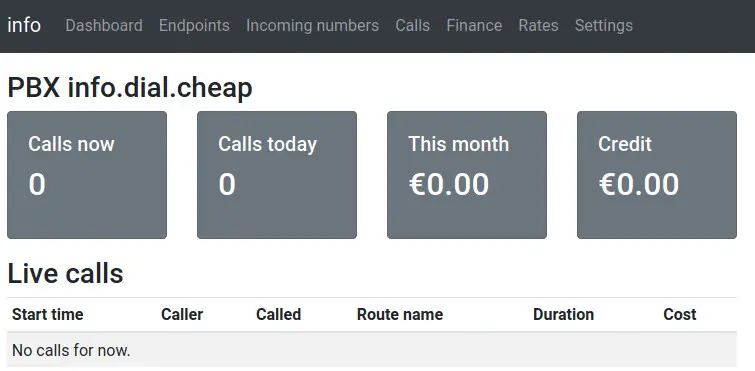 info Dashboard Endpoints Incoming numbers Calls Finance Rates Settings
PBX info.dial.cheap
Calls now
0
Calls today
0
This month
€0.00
Credit
€0.00
Live calls
Start time Caller Called Route name Duration Cost
No calls for now.